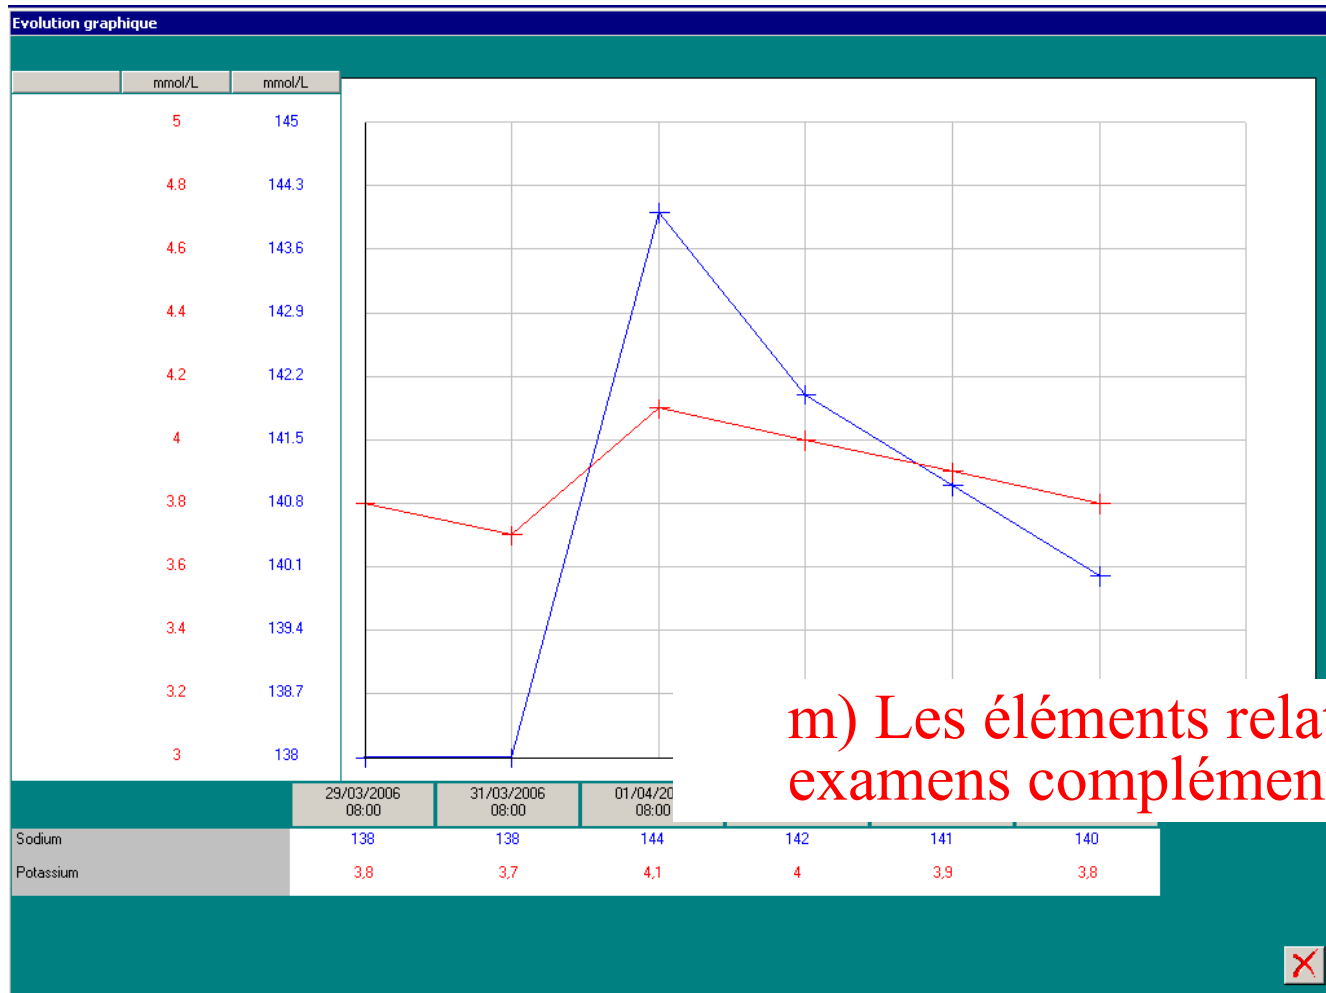 Evolution graphique
mmol/L mmol/L
5 145
4.8 144.3
4.6 143.6
4.4 142.9
4.2 142.2
4 141.5
3.8 140.8
3.6 140.1
3.4 139.4
3.2 138.7
3 138
m) Les éléments
examens
29/03/2006 31/03/2006
08:00 08:00 08:00
Sodium 138 138 144 142 141 140
Potassium 3,8 3,7 4,1 4 3,9 3,8